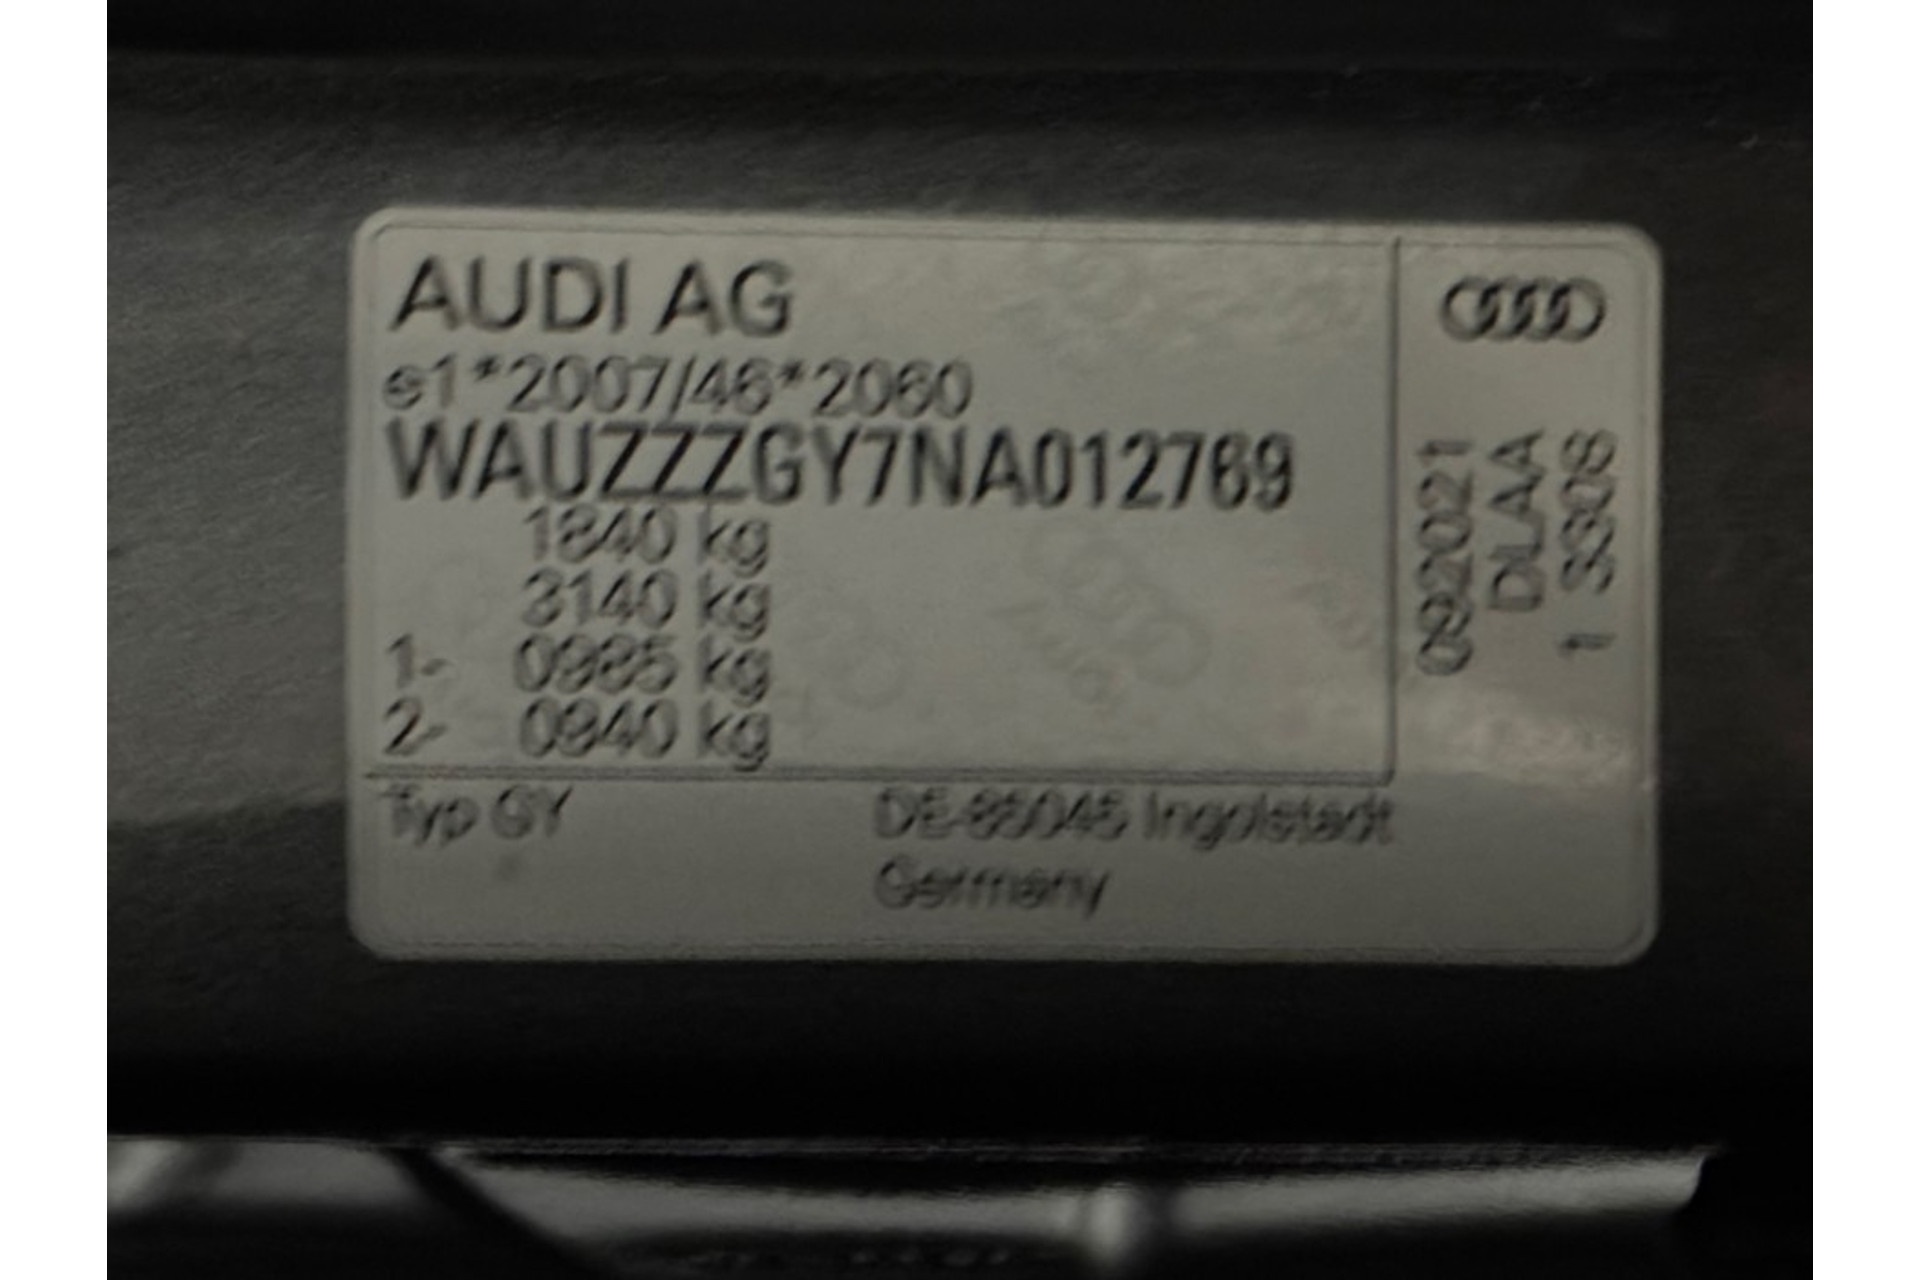 AUDI AG
e1*2007/46*2060
WAUZZZGY7NA012769
1840 kg
3140 kg
1- 0985 kg
2- 0940 kg
Typ GY
DE-85045 Ingolstadt
Germany
092021
DLAA
1 S308